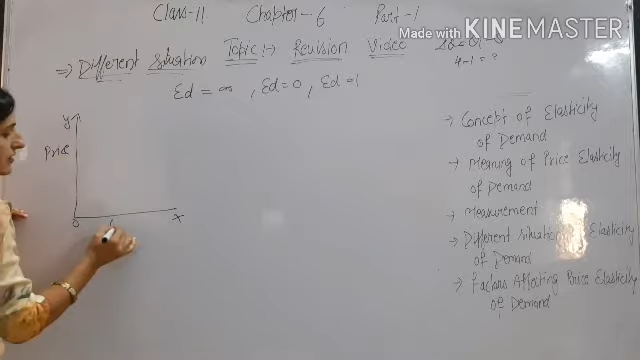 Class-11 Chapter-6 Part-1
Made with KINEMASTER
⇒ Different Situation Topic:→ Revision Video
4-1 = ?
Ed = ∞ , Ed=0 , Ed=1
y
Price
0
x
→ Concept of Elasticity
of Demand
→ Meaning of Price Elasticity
of Demand
→ Measurement
→ Different Situation Elasticity
of Demand
→ Factors Affecting Price Elasticity
of Demand